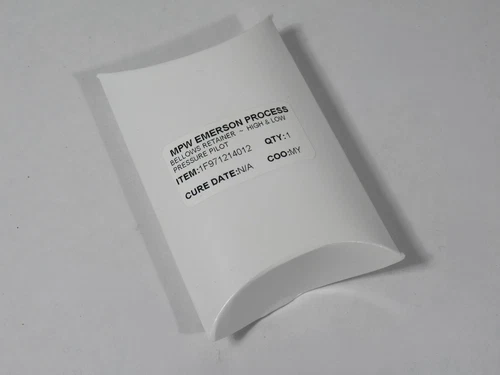 MPW EMERSON PROCESS
BELLOWS RETAINER ~ HIGH & LOW
PRESSURE PILOT QTY:1
ITEM:1F971214012
CURE DATE:N/A COO:MY